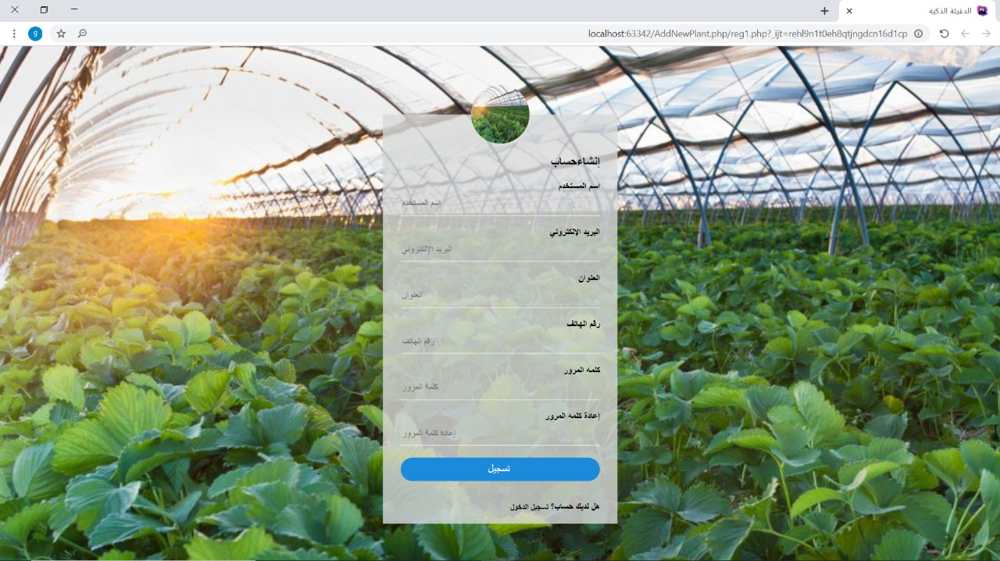 الدفيئة الذكية
localhost:63342/AddNewPlant.php/reg1.php?_ijt=rehl9n1t0eh8qtjngdcn16d1cp
g
إنشاءحساب
اسم المستخدم
اسم المستخدم
البريد الإلكتروني
البريد الإلكتروني
العنوان
العنوان
رقم الهاتف
رقم الهاتف
كلمه المرور
كلمة المرور
إعادة كلمه المرور
إعادة كلمة المرور
تسجيل
هل لديك حساب؟ تسجيل الدخول